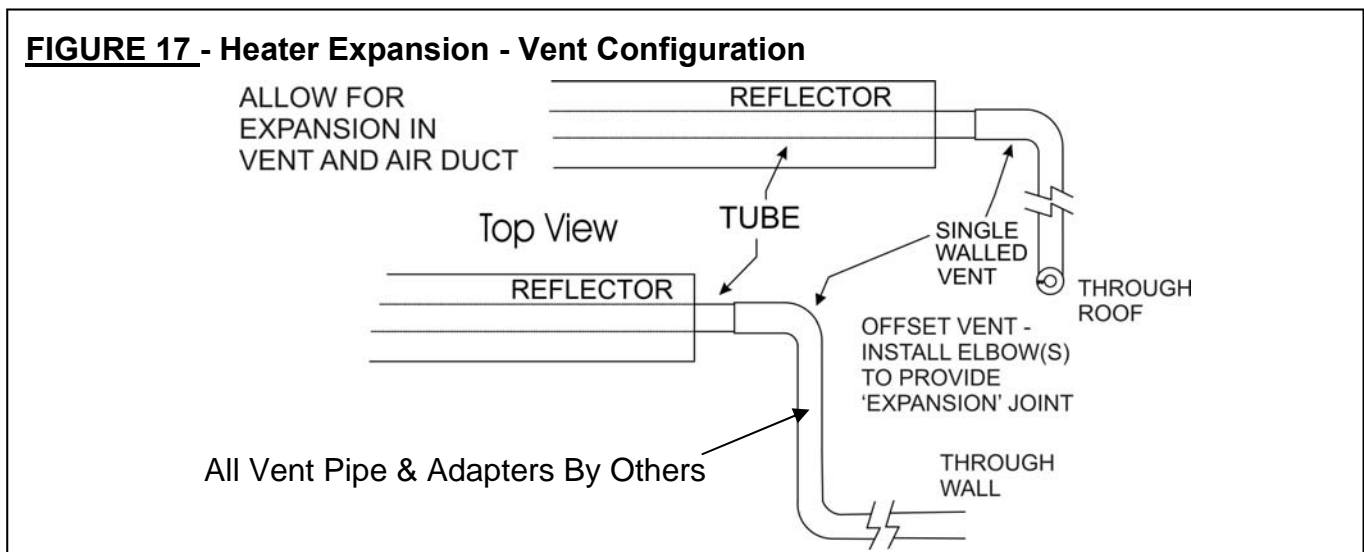 FIGURE 17 - Heater Expansion - Vent Configuration
ALLOW FOR
EXPANSION IN
VENT AND AIR DUCT
REFLECTOR
Top View
TUBE
SINGLE
WALLED
VENT
THROUGH
ROOF
REFLECTOR
OFFSET VENT -
INSTALL ELBOW(S)
TO PROVIDE
‘EXPANSION’ JOINT
All Vent Pipe & Adapters By Others
THROUGH
WALL